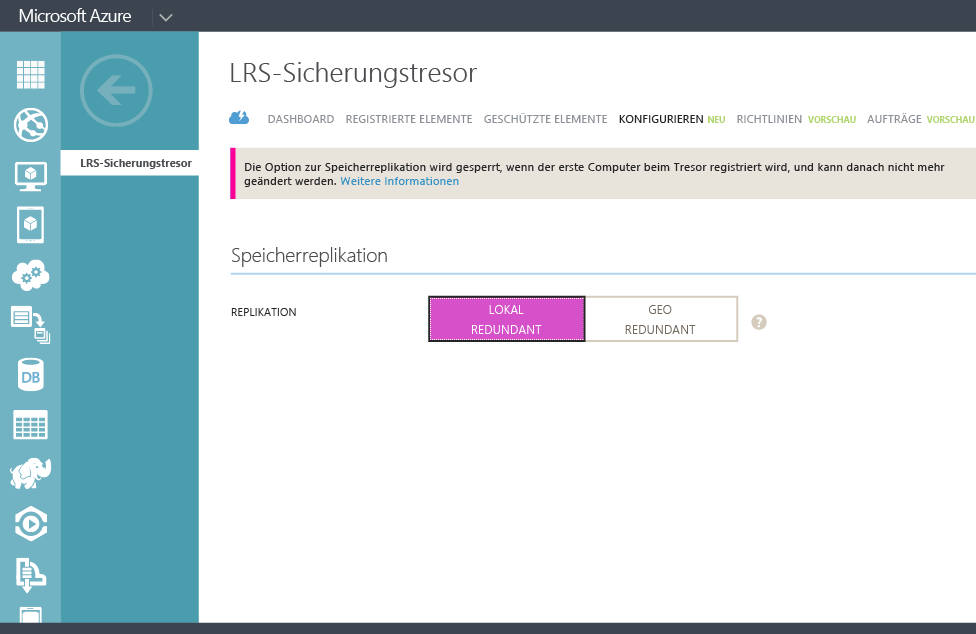 Microsoft Azure
LRS-Sicherungstresor
DASHBOARD REGISTRIERTE ELEMENTE GESCHÜTZTE ELEMENTE KONFIGURIEREN NEU RICHTLINIEN VORSCHAU AUFTRÄGE VORSCHAU
LRS-Sicherungstresor
Die Option zur Speicherreplikation wird gesperrt, wenn der erste Computer beim Tresor registriert wird, und kann danach nicht mehr
geändert werden. Weitere Informationen
Speicherreplikation
REPLIKATION
LOKAL
REDUNDANT
GEO
REDUNDANT
?
DB